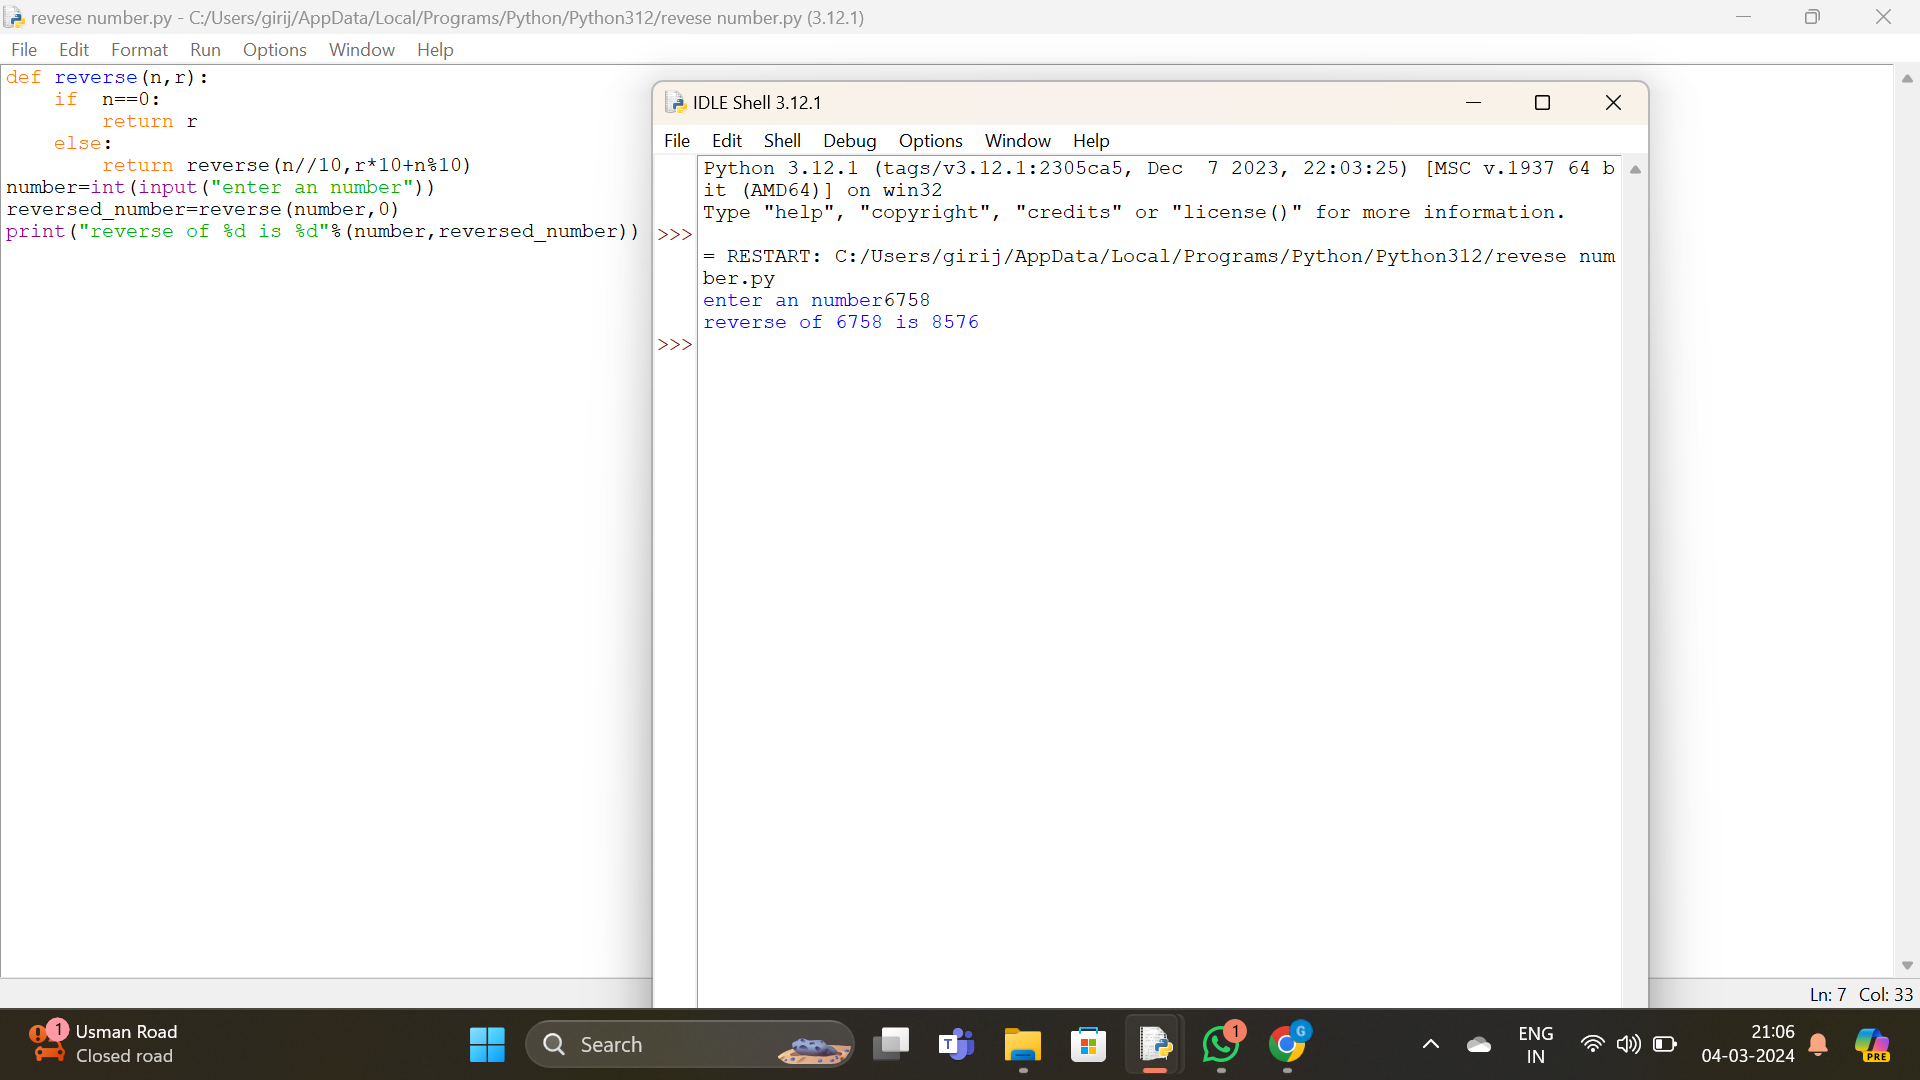 revese number.py - C:/Users/girij/AppData/Local/Programs/Python/Python312/revese number.py (3.12.1)
File Edit Format Run Options Window Help
def reverse(n,r):
    if  n==0:
        return r
    else:
        return reverse(n//10,r*10+n%10)
number=int(input("enter an number"))
reversed_number=reverse(number,0)
print("reverse of %d is %d"%(number,reversed_number))
IDLE Shell 3.12.1
File Edit Shell Debug Options Window Help
Python 3.12.1 (tags/v3.12.1:2305ca5, Dec  7 2023, 22:03:25) [MSC v.1937 64 b
it (AMD64)] on win32
Type "help", "copyright", "credits" or "license()" for more information.
>>>
= RESTART: C:/Users/girij/AppData/Local/Programs/Python/Python312/revese num
ber.py
enter an number6758
reverse of 6758 is 8576
>>>
Ln: 7 Col: 33
1
Usman Road
Closed road
Search
T
1
G
ENG
IN
21:06
04-03-2024
PRE